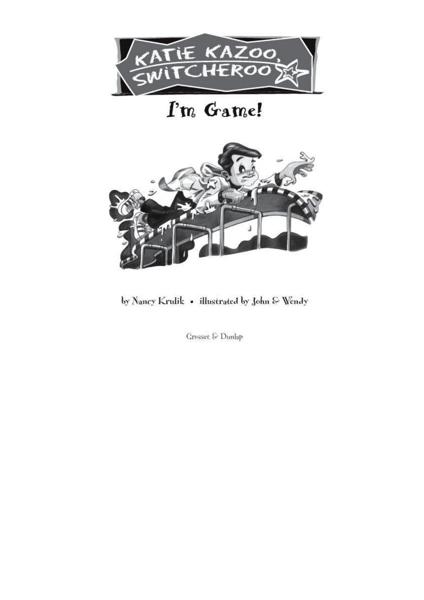 KATIE KAZOO,
SWITCHEROO
I'm Game!
by Nancy Krulik • illustrated by John & Wendy
Grosset & Dunlap